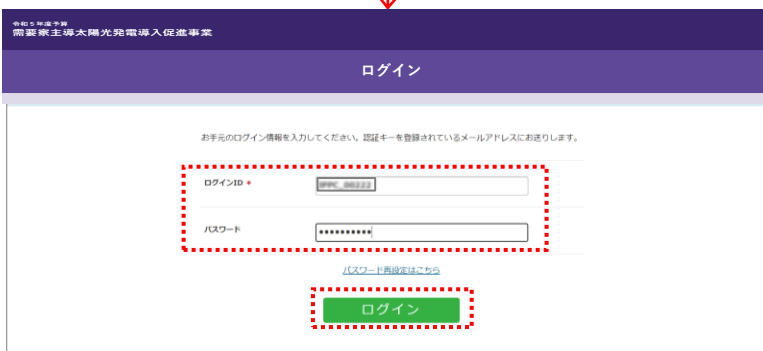 令和5年度予算
需要家主導太陽光発電導入促進事業
ログイン
お手元のログイン情報を入力してください。認証キーを登録されているメールアドレスにお送りします。
ログインID *
パスワード
••••••••••
パスワード再設定はこちら
ログイン